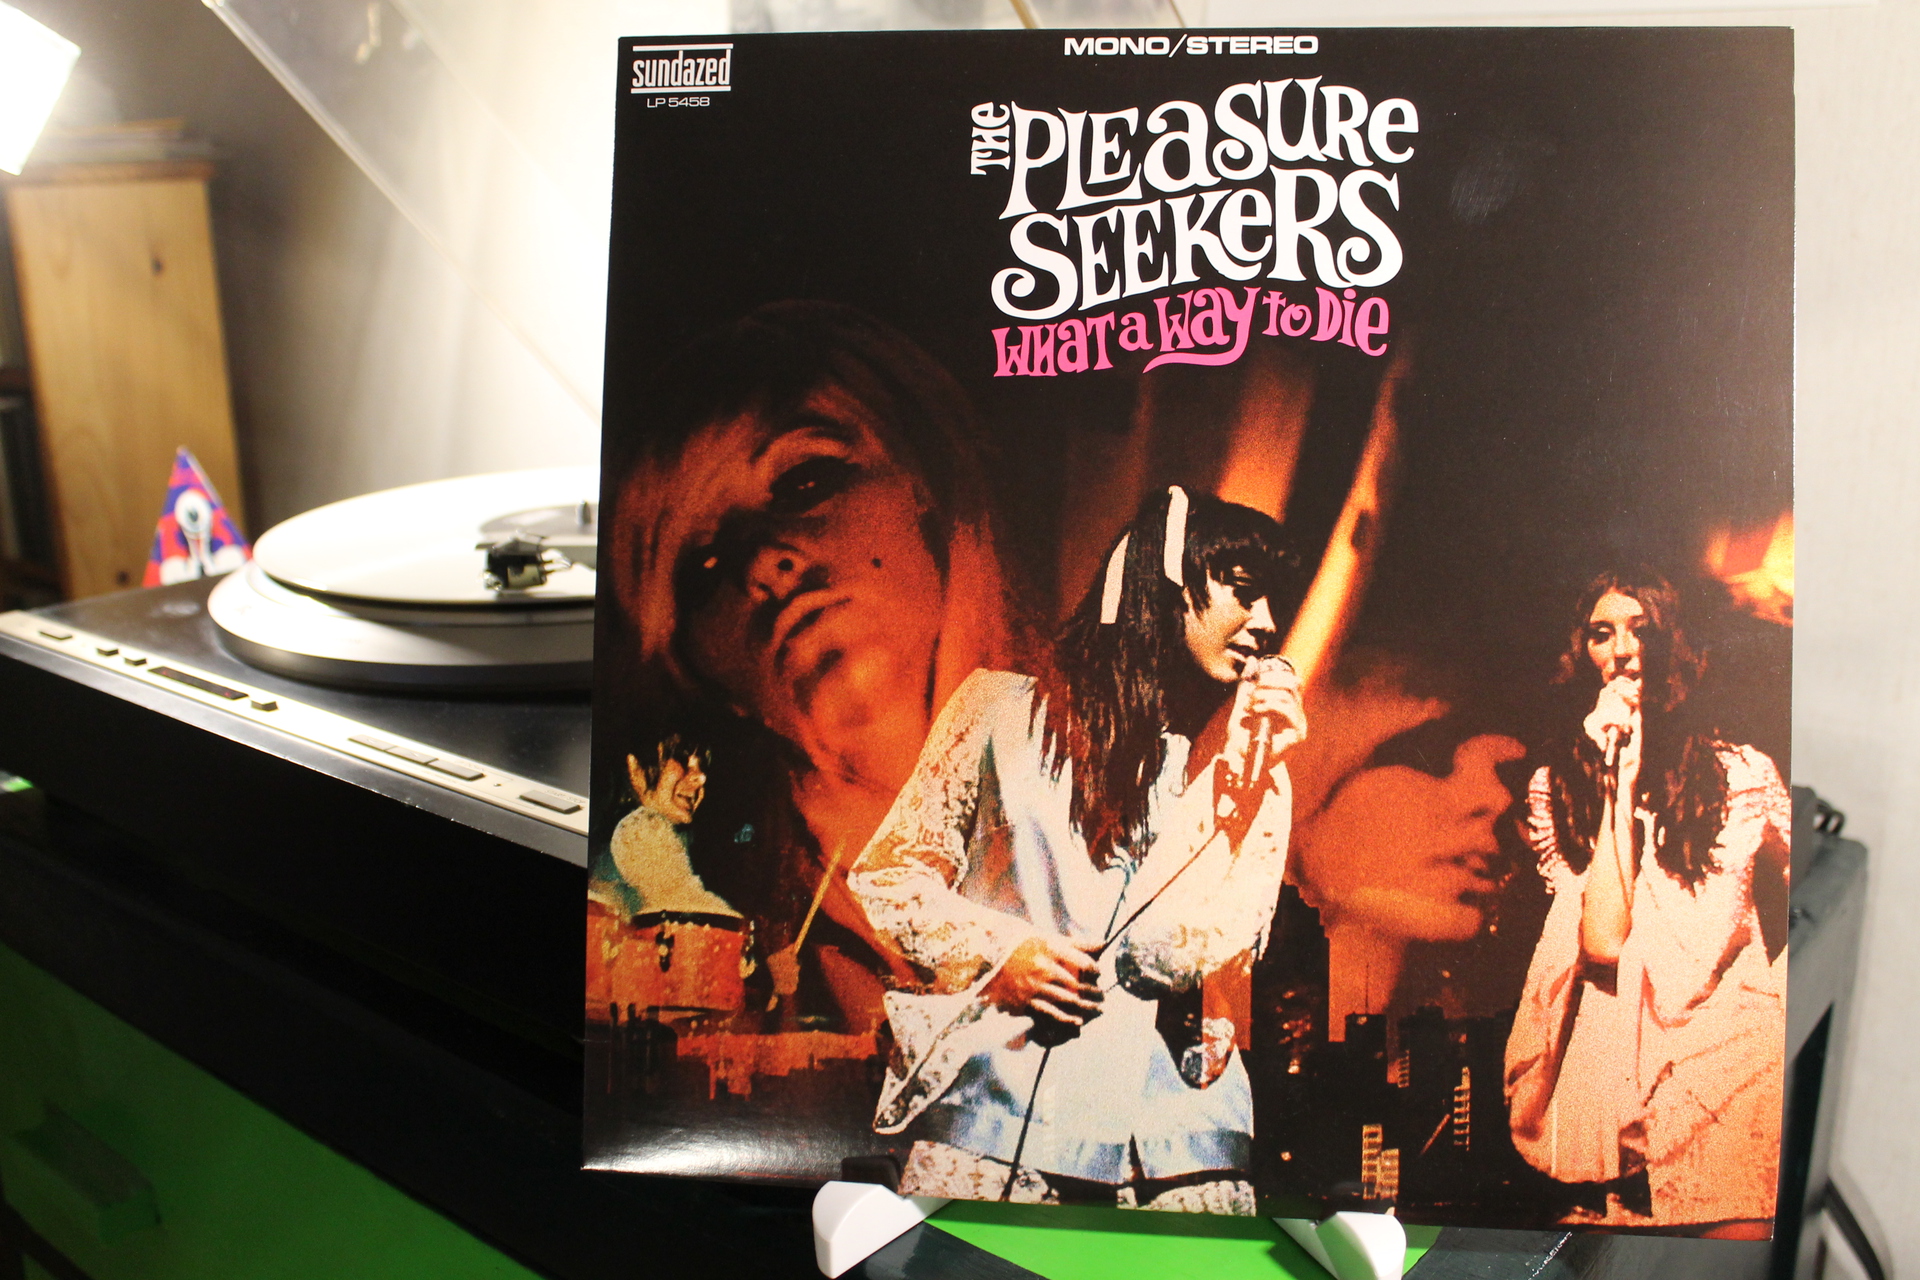 sundazed
LP 5458
MONO/STEREO
THE
PLEasURe
SEEKeRS
WHaT a Way to Die